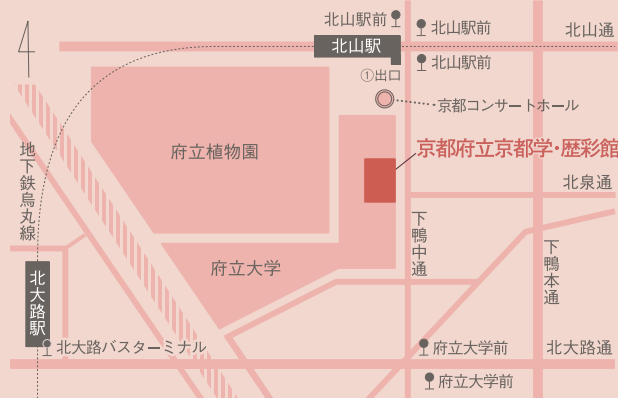 北山駅前
北山駅前
北山通
北山駅
北山駅前
①出口
京都コンサートホール
京都府立京都学・歴彩館
府立植物園
地下鉄烏丸線
北泉通
下鴨中通
下鴨本通
府立大学
北大路駅
北大路バスターミナル
府立大学前
北大路通
府立大学前